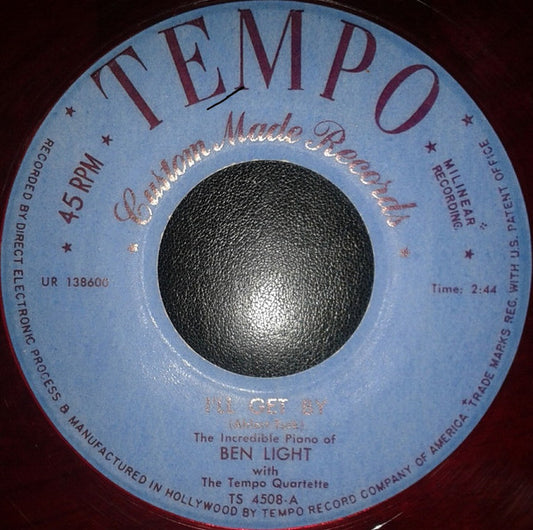 TEMPO
Custom Made Records
45 RPM
MILINEAR
RECORDING
UR 138600
Time: 2:44
I'LL GET BY
The Incredible Piano of
BEN LIGHT
with
The Tempo Quartette
TS 4508-A
RECORDED BY DIRECT ELECTRONIC PROCESS & MANUFACTURED IN HOLLYWOOD BY TEMPO RECORD COMPANY OF AMERICA "TRADE MARKS REG. WITH U.S. PATENT OFFICE